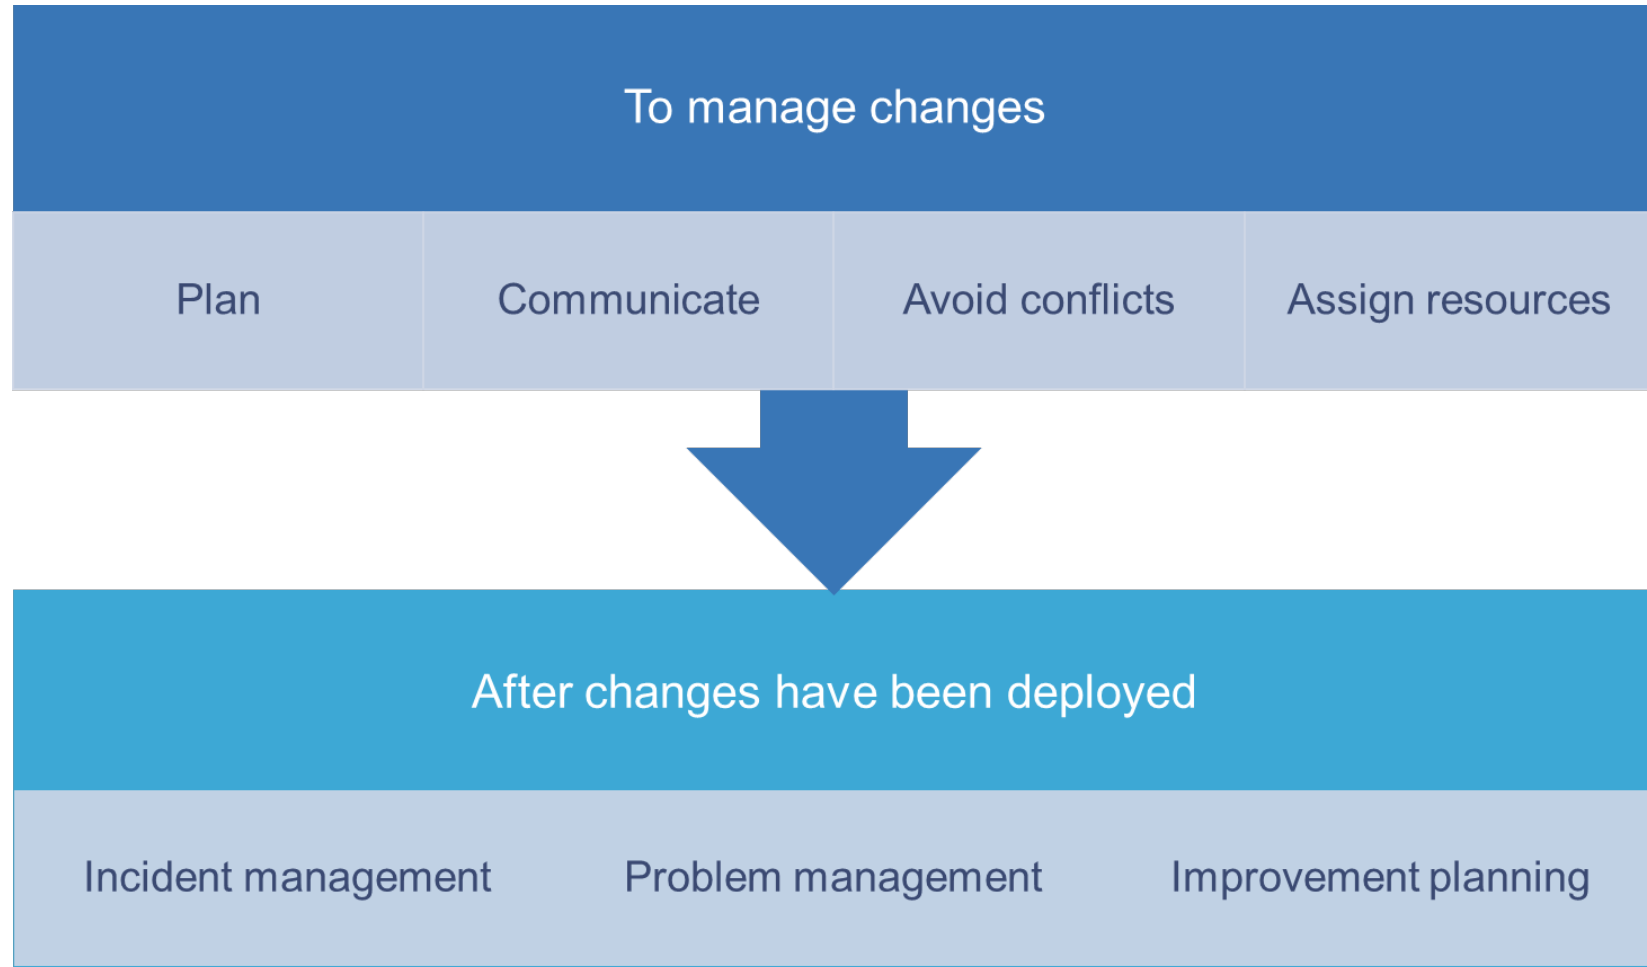 To manage changes
Plan
Communicate
Avoid conflicts
Assign resources
After changes have been deployed
Incident management
Problem management
Improvement planning